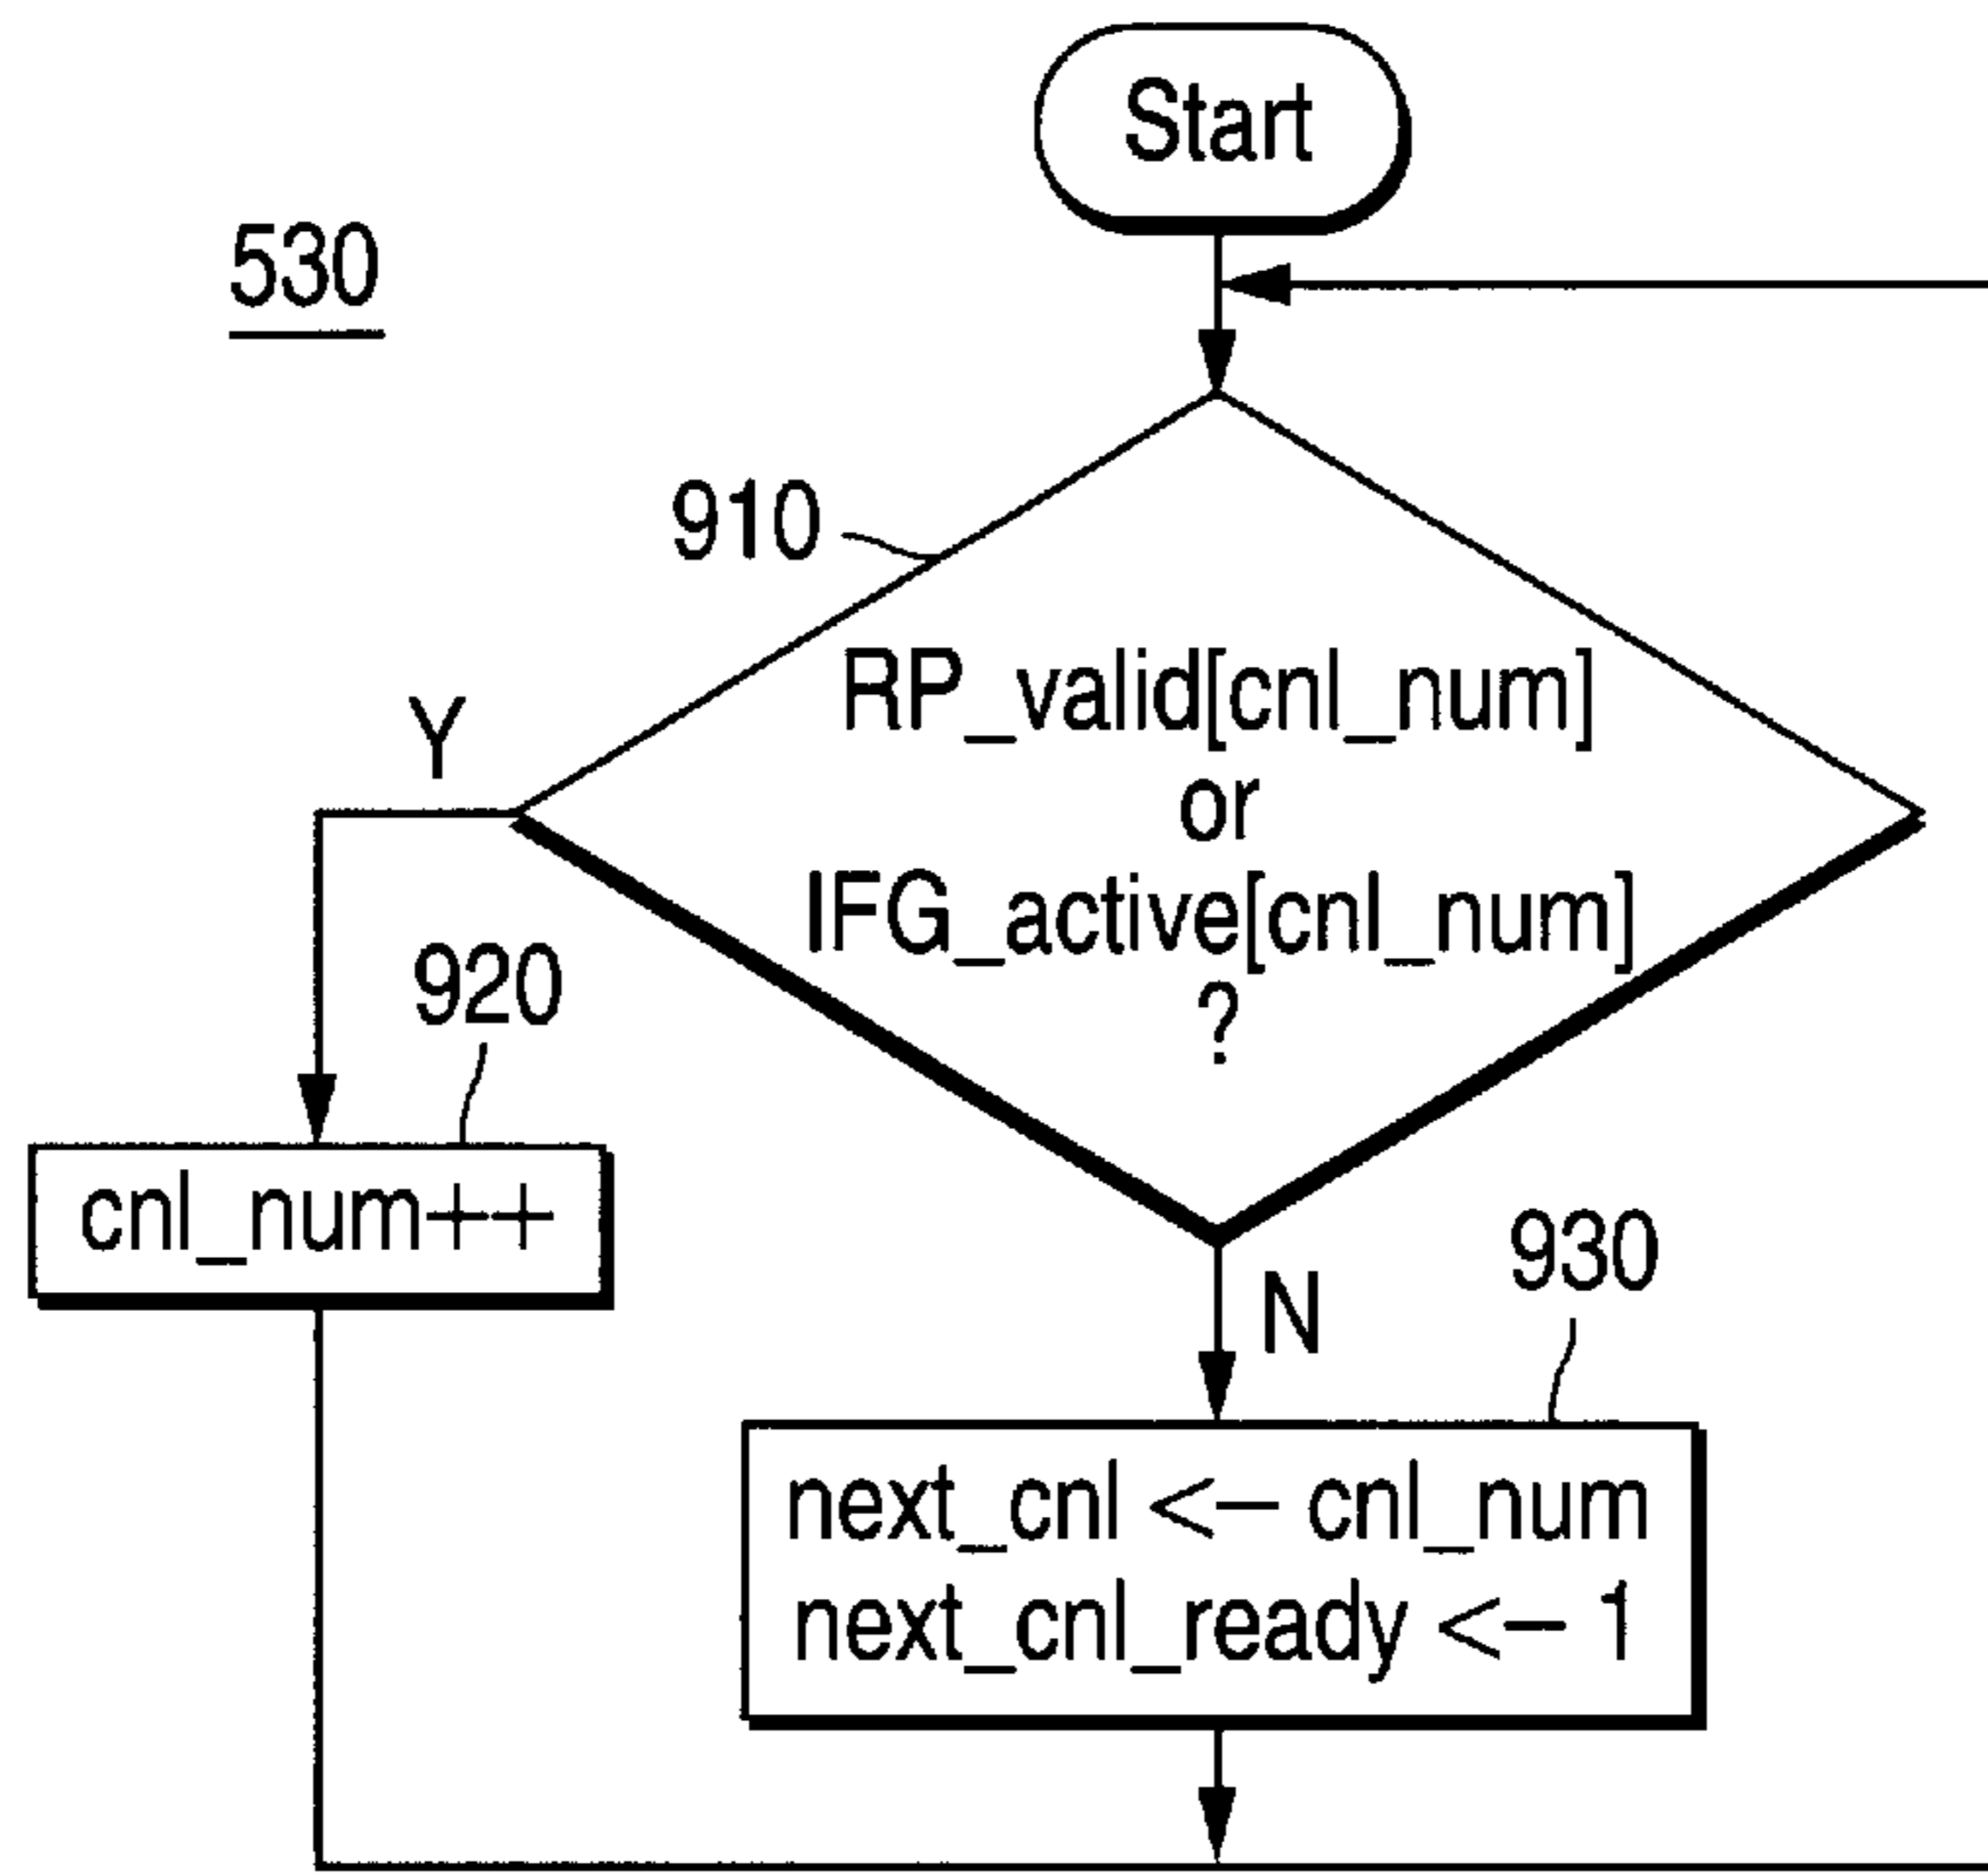 Start
530
910
RP_valid[cnl_num]
or
IFG_active[cnl_num]
?
Y
920
cnl_num++
N
930
next_cnl <– cnl_num
next_cnl_ready <– 1